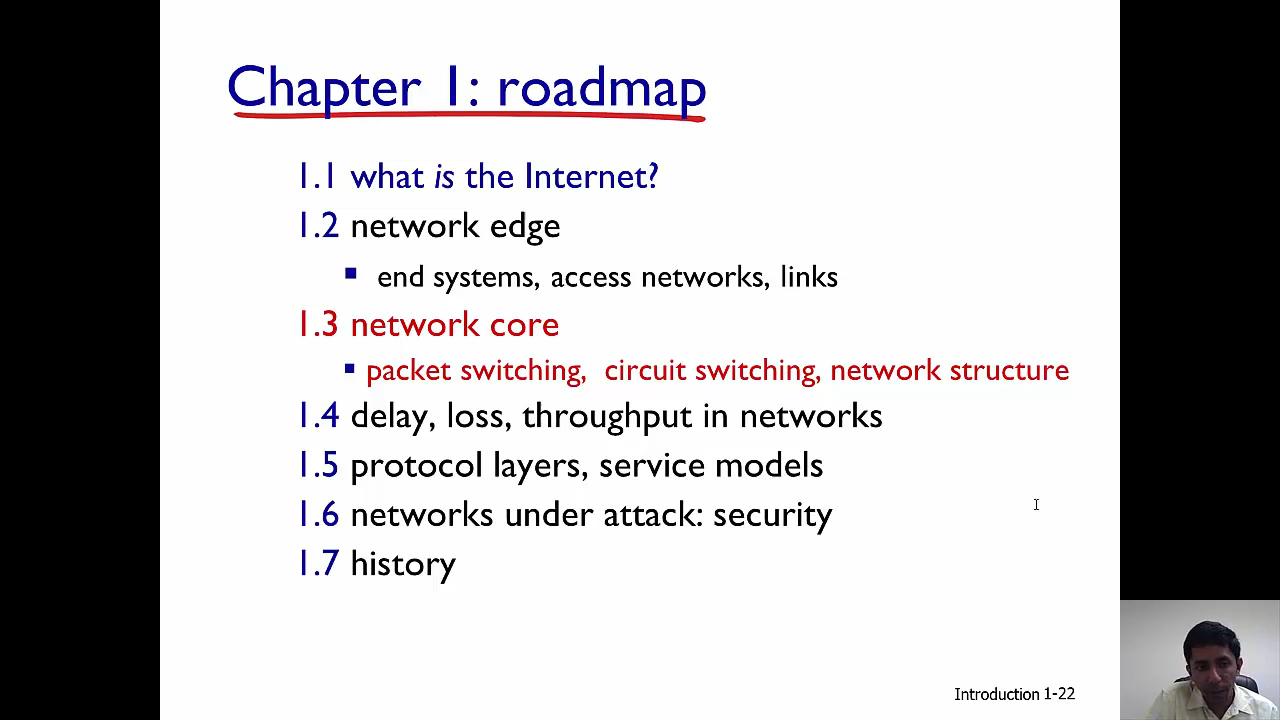 Chapter 1: roadmap
1.1 what is the Internet?
1.2 network edge
▪ end systems, access networks, links
1.3 network core
▪ packet switching, circuit switching, network structure
1.4 delay, loss, throughput in networks
1.5 protocol layers, service models
1.6 networks under attack: security
1.7 history
Introduction 1-22